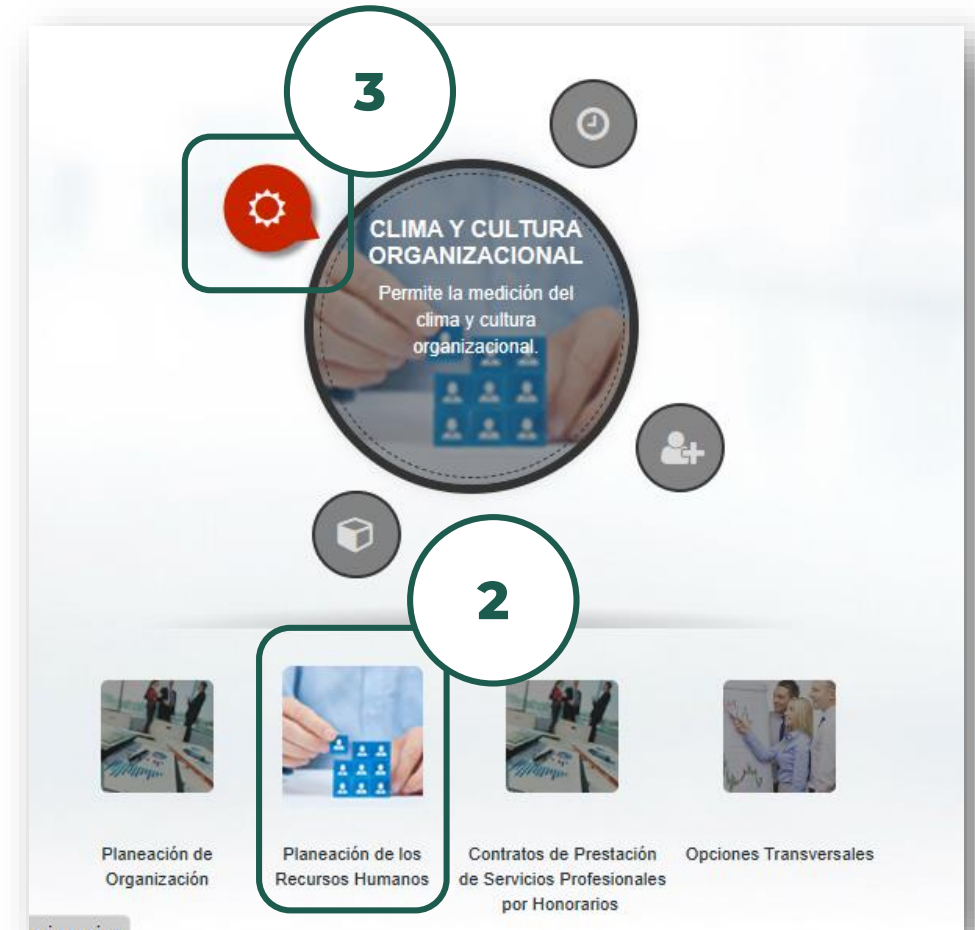 3
CLIMA Y CULTURA
ORGANIZACIONAL
Permite la medición del
clima y cultura
organizacional.
2
Planeación de
Organización
Planeación de los
Recursos Humanos
Contratos de Prestación
de Servicios Profesionales
por Honorarios
Opciones Transversales